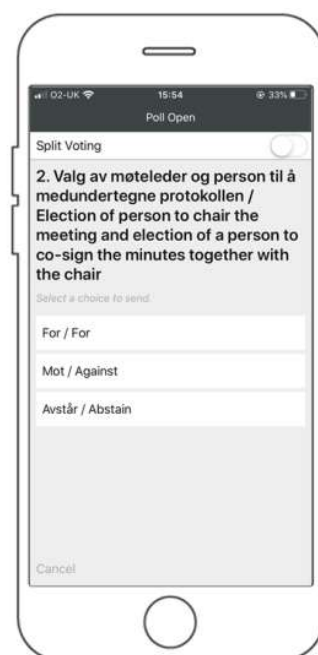 O2-UK 15:54 33%
Poll Open
Split Voting
2. Valg av møteleder og person til å
medundertegne protokollen /
Election of person to chair the
meeting and election of a person to
co-sign the minutes together with
the chair
Select a choice to send.
For / For
Mot / Against
Avstår / Abstain
Cancel